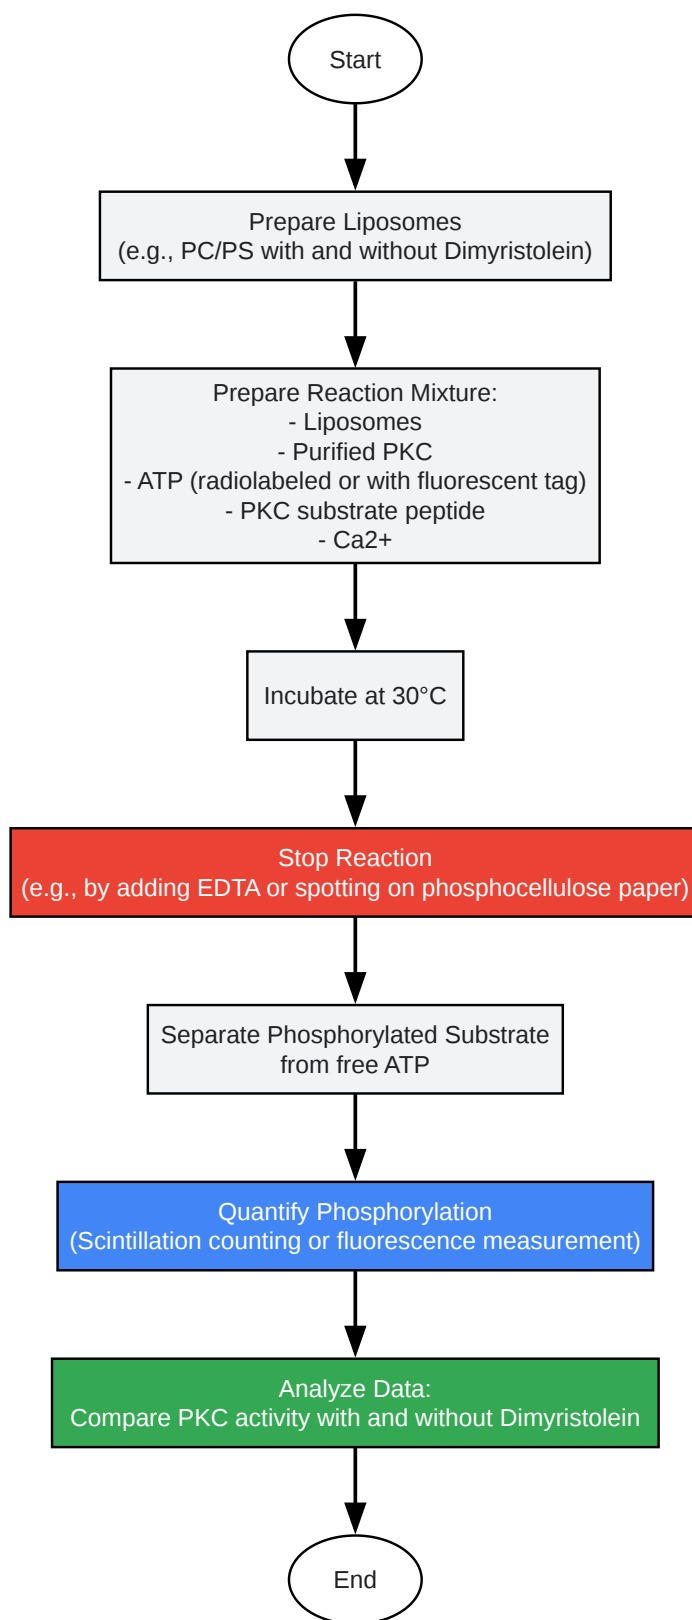 Start
Prepare Liposomes
(e.g., PC/PS with and without Dimyristolein)
Prepare Reaction Mixture:
- Liposomes
- Purified PKC
- ATP (radiolabeled or with fluorescent tag)
- PKC substrate peptide
- Ca2+
Incubate at 30°C
Stop Reaction
(e.g., by adding EDTA or spotting on phosphocellulose paper)
Separate Phosphorylated Substrate
from free ATP
Quantify Phosphorylation
(Scintillation counting or fluorescence measurement)
Analyze Data:
Compare PKC activity with and without Dimyristolein
End